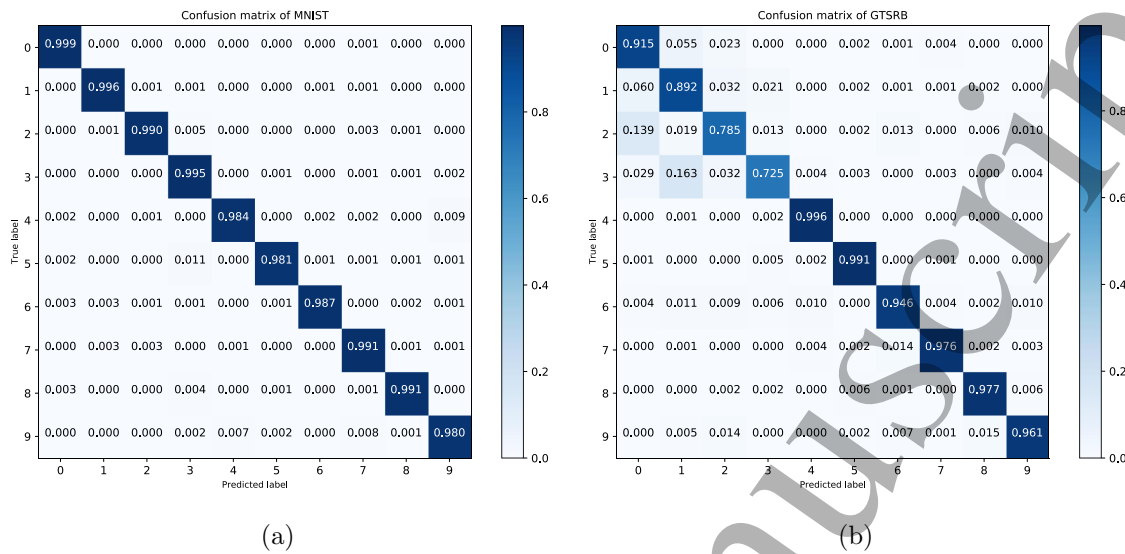 Confusion matrix of MNIST
0 0.999 0.000 0.000 0.000 0.000 0.000 0.000 0.001 0.000 0.000
1 0.000 0.996 0.001 0.001 0.000 0.000 0.000 0.001 0.002 0.000
2 0.000 0.001 0.990 0.005 0.000 0.000 0.000 0.003 0.001 0.000
3 0.000 0.000 0.000 0.995 0.000 0.001 0.000 0.001 0.001 0.002
4 0.002 0.000 0.001 0.000 0.984 0.000 0.002 0.002 0.000 0.009
5 0.002 0.000 0.000 0.011 0.000 0.981 0.002 0.001 0.001 0.001
6 0.003 0.003 0.001 0.001 0.000 0.001 0.987 0.000 0.002 0.001
7 0.000 0.003 0.003 0.000 0.001 0.000 0.000 0.991 0.001 0.001
8 0.003 0.000 0.000 0.004 0.000 0.001 0.000 0.001 0.991 0.000
9 0.000 0.000 0.000 0.002 0.007 0.002 0.000 0.008 0.001 0.980
0 1 2 3 4 5 6 7 8 9
True label
Predicted label
0.8
0.6
0.4
0.2
0.0
(a)
Confusion matrix of GTSRB
0 0.915 0.055 0.023 0.000 0.000 0.002 0.001 0.004 0.000 0.000
1 0.060 0.892 0.032 0.021 0.000 0.002 0.001 0.001 0.002 0.000
2 0.139 0.019 0.785 0.013 0.000 0.002 0.013 0.000 0.006 0.010
3 0.029 0.163 0.032 0.725 0.004 0.003 0.000 0.003 0.000 0.004
4 0.000 0.001 0.000 0.002 0.996 0.000 0.000 0.000 0.000 0.000
5 0.001 0.000 0.000 0.005 0.002 0.991 0.000 0.001 0.000 0.000
6 0.004 0.011 0.009 0.006 0.010 0.000 0.946 0.004 0.002 0.010
7 0.000 0.001 0.000 0.000 0.004 0.002 0.014 0.976 0.002 0.003
8 0.000 0.000 0.002 0.002 0.000 0.006 0.001 0.000 0.977 0.006
9 0.000 0.005 0.014 0.000 0.000 0.002 0.007 0.001 0.015 0.961
0 1 2 3 4 5 6 7 8 9
True label
Predicted label
0.8
0.6
0.4
0.2
0.0
(b)